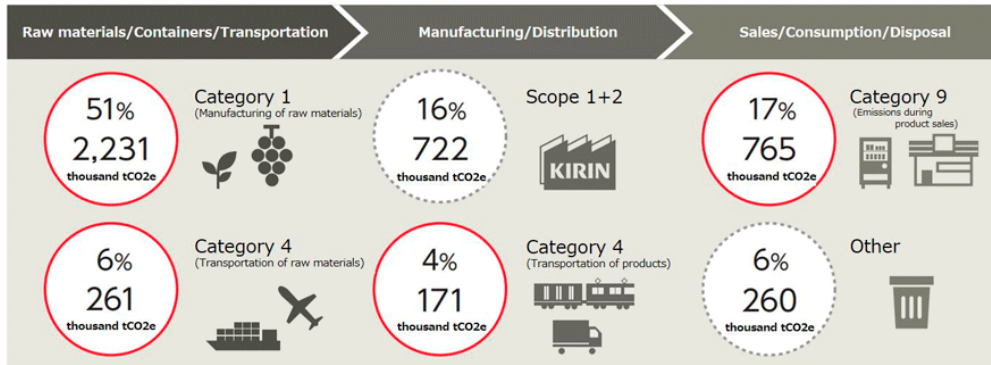 Raw materials/Containers/Transportation
Manufacturing/Distribution
Sales/Consumption/Disposal
51%
2,231
thousand tCO2e
Category 1
(Manufacturing of raw materials)
16%
722
thousand tCO2e
Scope 1+2
KIRIN
17%
765
thousand tCO2e
Category 9
(Emissions during
product sales)
6%
261
thousand tCO2e
Category 4
(Transportation of raw materials)
4%
171
thousand tCO2e
Category 4
(Transportation of products)
6%
260
thousand tCO2e
Other